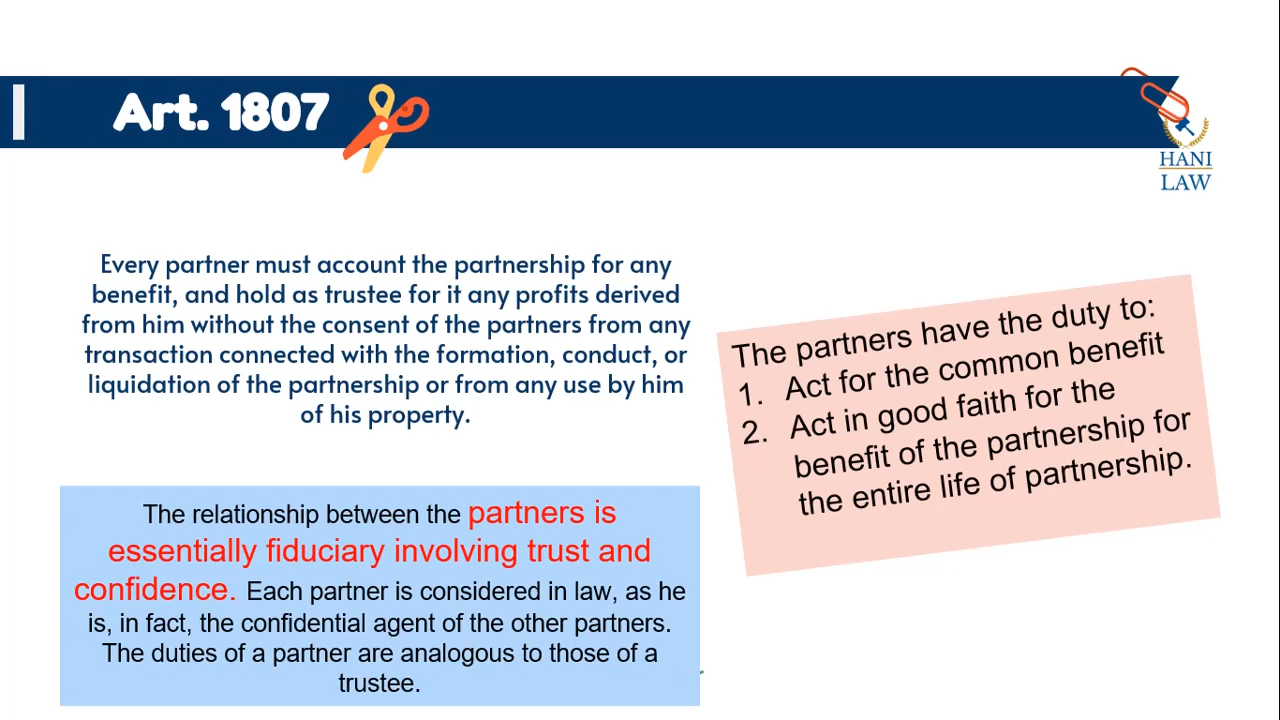 Art. 1807
HANI
LAW
Every partner must account the partnership for any
benefit, and hold as trustee for it any profits derived
from him without the consent of the partners from any
transaction connected with the formation, conduct, or
liquidation of the partnership or from any use by him
of his property.
The partners have the duty to:
1. Act for the common benefit
2. Act in good faith for the
benefit of the partnership for
the entire life of partnership.
The relationship between the partners is
essentially fiduciary involving trust and
confidence. Each partner is considered in law, as he
is, in fact, the confidential agent of the other partners.
The duties of a partner are analogous to those of a
trustee.